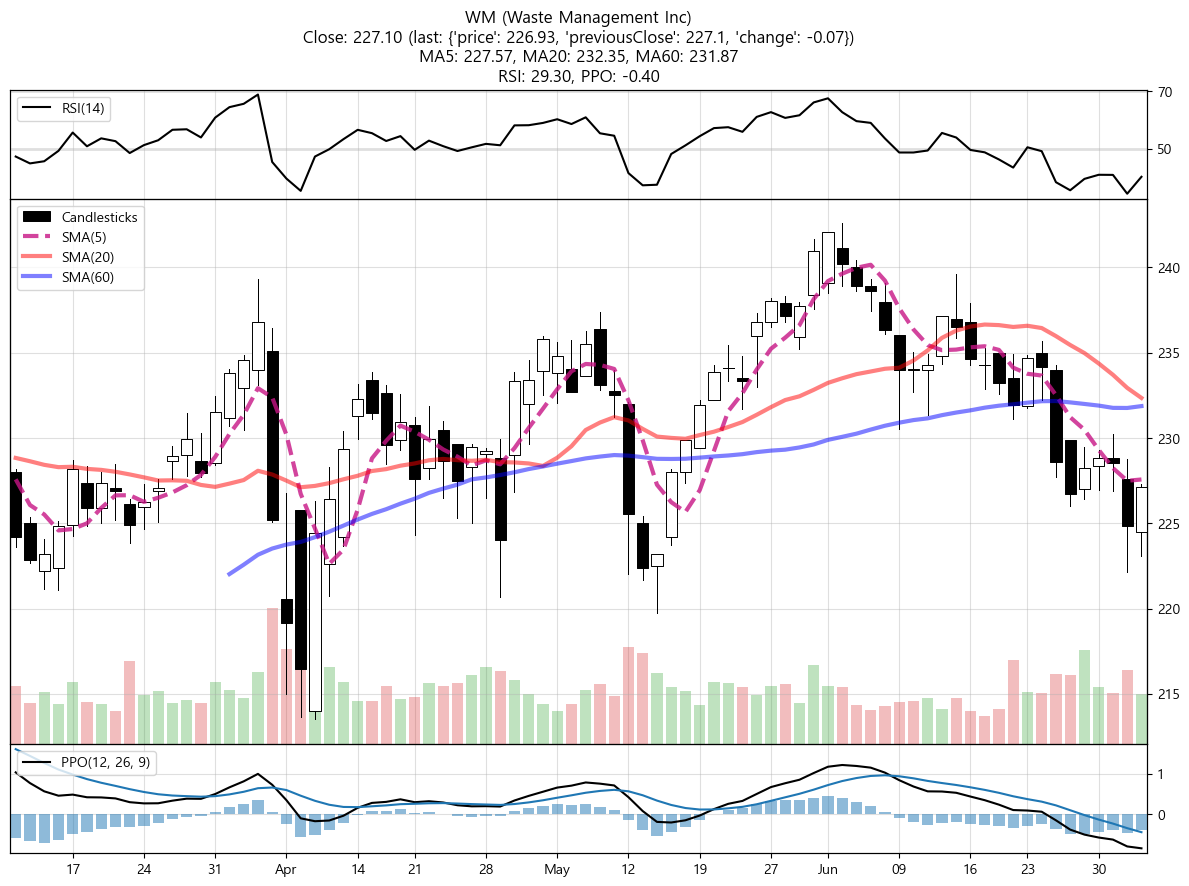 WM (Waste Management Inc)
Close: 227.10 (last: {'price': 226.93, 'previousClose': 227.1, 'change': -0.07})
MA5: 227.57, MA20: 232.35, MA60: 231.87
RSI: 29.30, PPO: -0.40
RSI(14)
70
50
Candlesticks
SMA(5)
SMA(20)
SMA(60)
240
235
230
225
220
215
PPO(12, 26, 9)
1
0
17 24 31 Apr 14 21 28 May 12 19 27 Jun 09 16 23 30